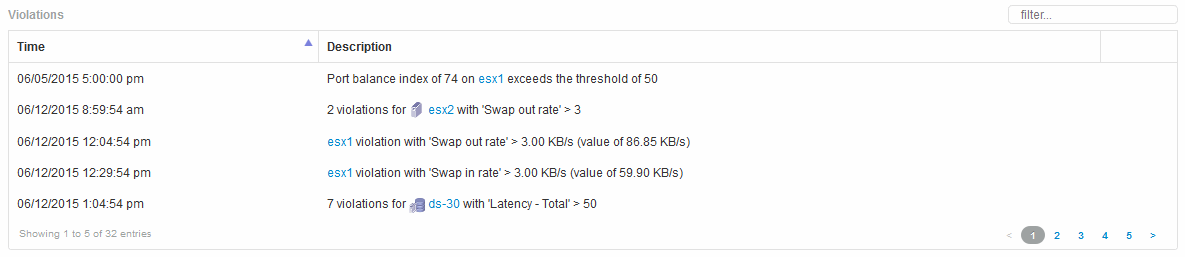 Violations filter...
Time Description
06/05/2015 5:00:00 pm Port balance index of 74 on esx1 exceeds the threshold of 50
06/12/2015 8:59:54 am 2 violations for esx2 with 'Swap out rate' > 3
06/12/2015 12:04:54 pm esx1 violation with 'Swap out rate' > 3.00 KB/s (value of 86.85 KB/s)
06/12/2015 12:29:54 pm esx1 violation with 'Swap in rate' > 3.00 KB/s (value of 59.90 KB/s)
06/12/2015 1:04:54 pm 7 violations for ds-30 with 'Latency - Total' > 50
Showing 1 to 5 of 32 entries < 1 2 3 4 5 >